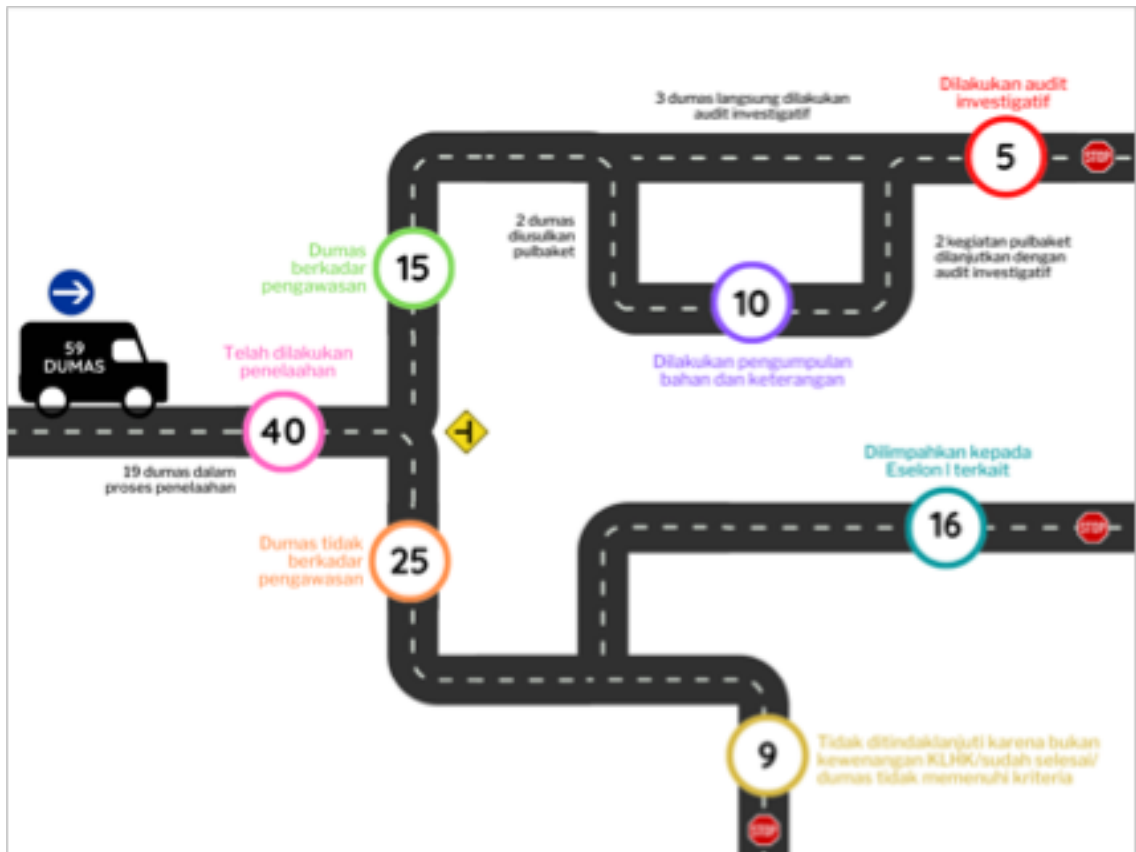 3 dumas langsung dilakukan
audit investigatif
Dilakukan audit
investigatif
5
STOP
2 dumas
diusulkan
pulbaket
2 kegiatan pulbaket
dilanjutkan dengan
audit investigatif
Dumas
berkadar
pengawasan
15
10
Dilakukan pengumpulan
bahan dan keterangan
59
DUMAS
Telah dilakukan
penelaahan
40
19 dumas dalam
proses penelaahan
Dilimpahkan kepada
Eselon I terkait
16
STOP
Dumas tidak
berkadar
pengawasan
25
9
Tidak ditindaklanjuti karena bukan
kewenangan KLHK/sudah selesai/
dumas tidak memenuhi kriteria
STOP